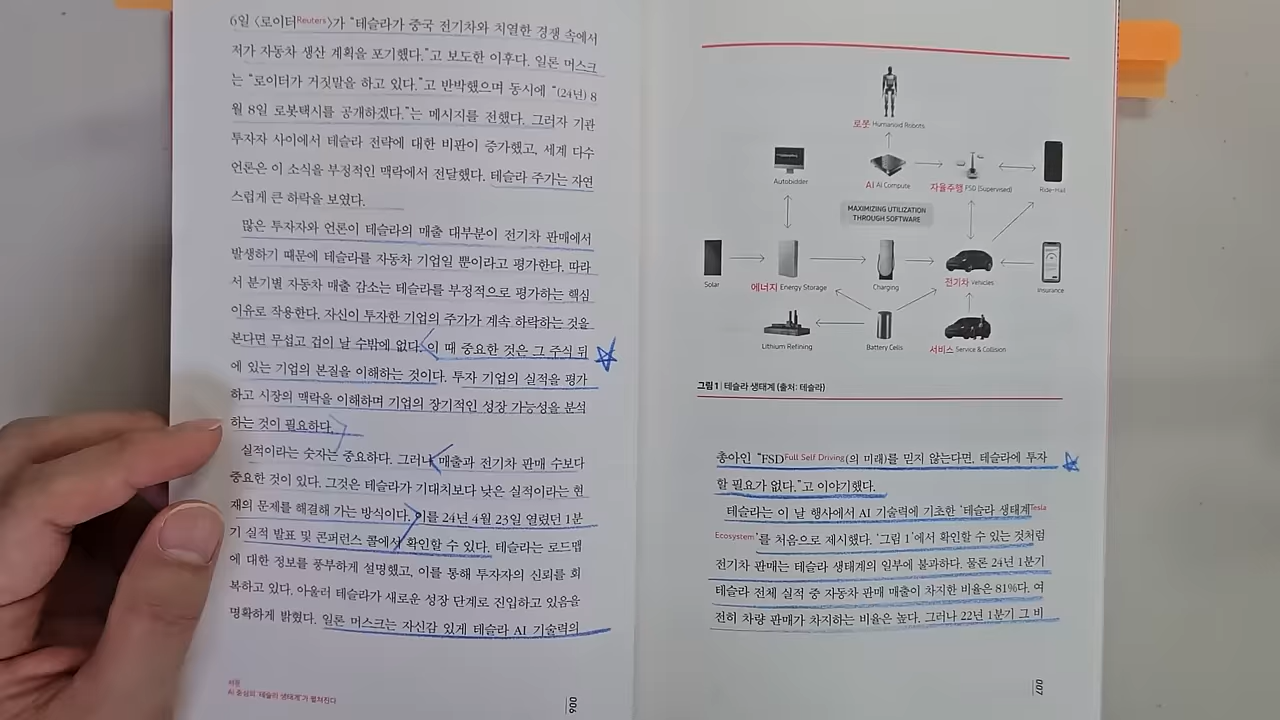 6일 〈로이터Reuters〉가 “테슬라가 중국 전기차와 치열한 경쟁 속에서
저가 자동차 생산 계획을 포기했다.”고 보도한 이후다. 일론 머스크
는 “로이터가 거짓말을 하고 있다.”고 반박했으며 동시에 “(24년) 8
월 8일 로봇택시를 공개하겠다.”는 메시지를 전했다. 그러자 기관
투자자 사이에서 테슬라 전략에 대한 비판이 증가했고, 세계 다수
언론은 이 소식을 부정적인 맥락에서 전달했다. 테슬라 주가는 자연
스럽게 큰 하락을 보였다.
많은 투자자와 언론이 테슬라의 매출 대부분이 전기차 판매에서
발생하기 때문에 테슬라를 자동차 기업일 뿐이라고 평가한다. 따라
서 분기별 자동차 매출 감소는 테슬라를 부정적으로 평가하는 핵심
이유로 작용한다. 자신이 투자한 기업의 주가가 계속 하락하는 것을
본다면 무섭고 겁이 날 수밖에 없다. 이 때 중요한 것은 그 주식 뒤
에 있는 기업의 본질을 이해하는 것이다. 투자 기업의 실적을 평가
하고 시장의 맥락을 이해하며 기업의 장기적인 성장 가능성을 분석
하는 것이 필요하다.
실적이라는 숫자는 중요하다. 그러나 매출과 전기차 판매 수보다
중요한 것이 있다. 그것은 테슬라가 기대치보다 낮은 실적이라는 현
재의 문제를 해결해 가는 방식이다. 이를 24년 4월 23일 열렸던 1분
기 실적 발표 및 콘퍼런스 콜에서 확인할 수 있다. 테슬라는 로드맵
에 대한 정보를 풍부하게 설명했고, 이를 통해 투자자의 신뢰를 회
복하고 있다. 아울러 테슬라가 새로운 성장 단계로 진입하고 있음을
명확하게 밝혔다. 일론 머스크는 자신감 있게 테슬라 AI 기술력의
서문
AI 중심의 '테슬라 생태계'가 펼쳐진다
006
로봇 Humanoid Robots
Autobidder
AI AI Compute
자율주행 FSD (Supervised)
Ride-Hail
MAXIMIZING UTILIZATION
THROUGH SOFTWARE
Solar
에너지 Energy Storage
Charging
전기차 Vehicles
Insurance
Lithium Refining
Battery Cells
서비스 Service & Collision
그림 1 | 테슬라 생태계 (출처: 테슬라)
총아인 “FSDFull Self Driving(의 미래)를 믿지 않는다면, 테슬라에 투자
할 필요가 없다.”고 이야기했다.
테슬라는 이 날 행사에서 AI 기술력에 기초한 ‘테슬라 생태계Tesla
Ecosystem’를 처음으로 제시했다. ‘그림 1’에서 확인할 수 있는 것처럼
전기차 판매는 테슬라 생태계의 일부에 불과하다. 물론 24년 1분기
테슬라 전체 실적 중 자동차 판매 매출이 차지한 비율은 81%다. 여
전히 차량 판매가 차지하는 비율은 높다. 그러나 22년 1분기 그 비
007